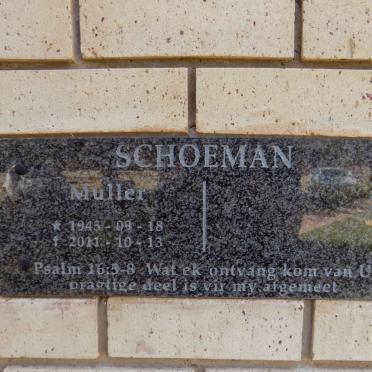 SCHOEMAN
Muller
★ 1945 - 09 - 18
† 2011 - 10 - 13
Psalm 16:5-8 Wat ek ontvang kom van U
pragtige deel is vir my afgemeet